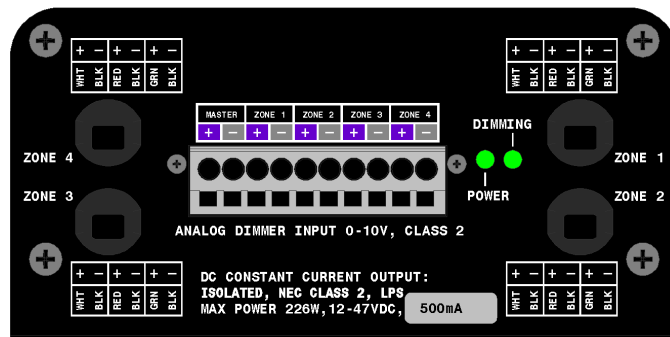 + - + - + -
WHT BLK RED BLK GRN BLK
+ - + - + -
WHT BLK RED BLK GRN BLK
MASTER ZONE 1 ZONE 2 ZONE 3 ZONE 4
+ - + - + - + - + -
DIMMING
ZONE 4
ZONE 1
ZONE 3
POWER
ZONE 2
ANALOG DIMMER INPUT 0-10V, CLASS 2
+ - + - + -
WHT BLK RED BLK GRN BLK
DC CONSTANT CURRENT OUTPUT:
ISOLATED, NEC CLASS 2, LPS
MAX POWER 226W,12-47VDC, 500mA
+ - + - + -
WHT BLK RED BLK GRN BLK